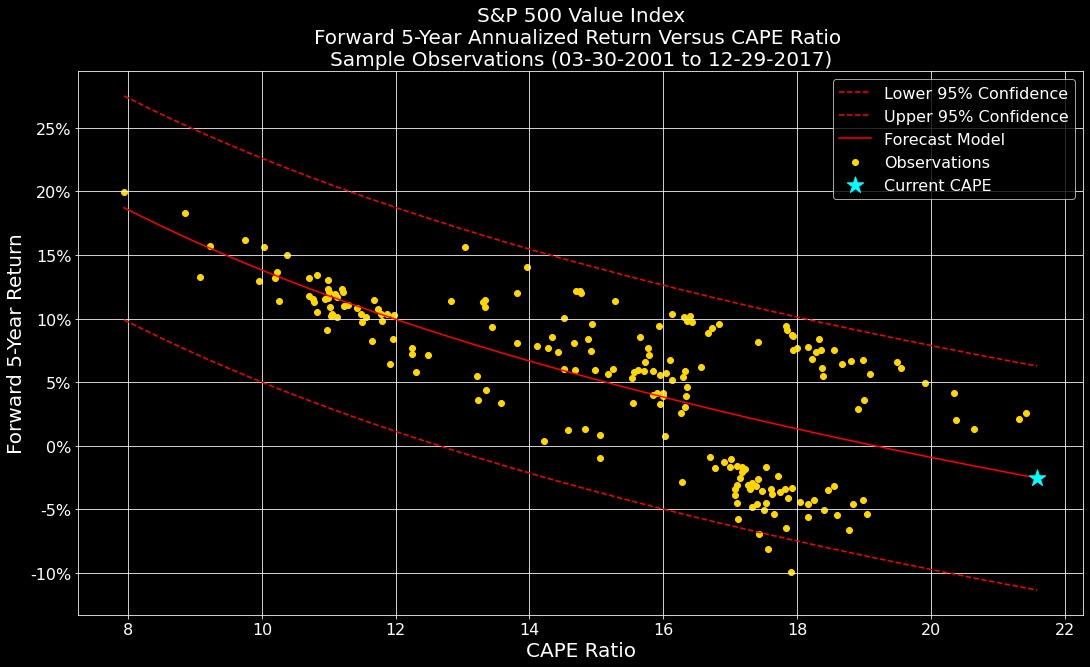 S&P 500 Value Index
Forward 5-Year Annualized Return Versus CAPE Ratio
Sample Observations (03-30-2001 to 12-29-2017)
Lower 95% Confidence
Upper 95% Confidence
Forecast Model
Observations
Current CAPE
Forward 5-Year Return
25%
20%
15%
10%
5%
0%
-5%
-10%
8 10 12 14 16 18 20 22
CAPE Ratio